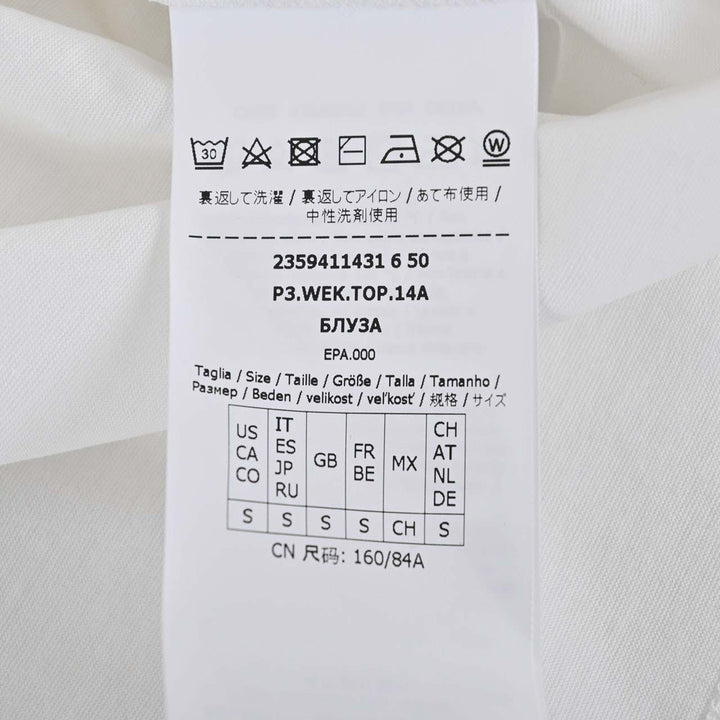 30 W
裏返して洗濯 / 裏返してアイロン / あて布使用 /
中性洗剤使用
2359411431 6 50
P3.WEK.TOP.14A
БЛУЗА
EPA.000
Taglia / Size / Taille / Größe / Talla / Tamanho /
Размер / Beden / velikost / veľkosť / 规格 / サイズ
US CA CO
IT ES JP RU
GB
FR BE
MX
CH AT NL DE
S S S S CH S
CN 尺码: 160/84A